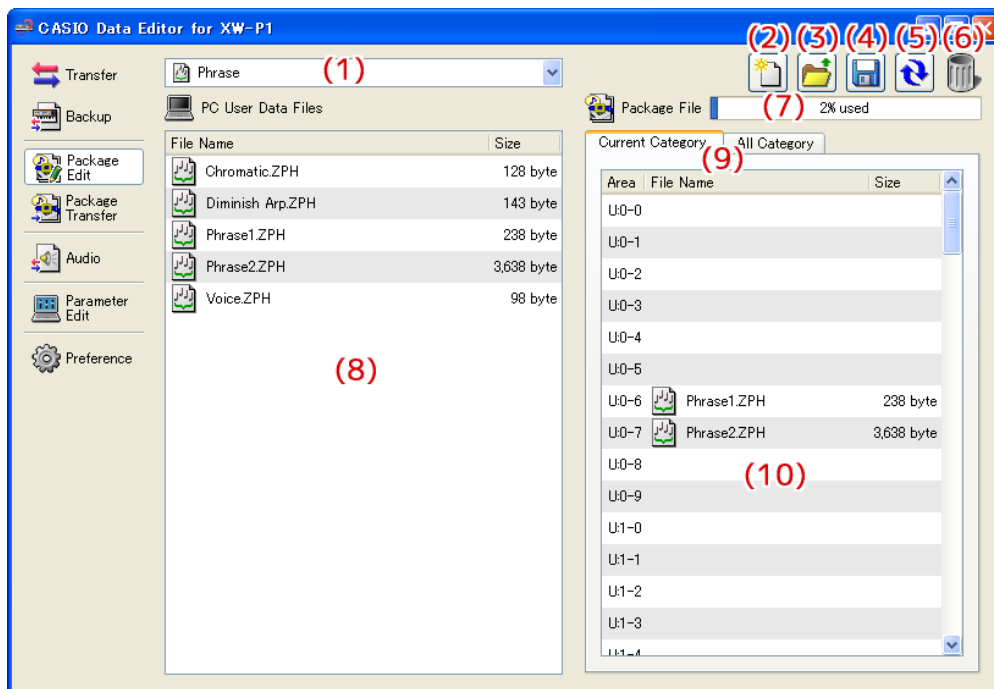 CASIO Data Editor for XW-P1
(2) (3) (4) (5) (6)
Transfer
Phrase
(1)
Backup
PC User Data Files
Package File
(7)
2% used
Package
Edit
Package
Transfer
Audio
Parameter
Edit
Preference
File Name Size
Chromatic.ZPH 128 byte
Diminish Arp.ZPH 143 byte
Phrase1.ZPH 238 byte
Phrase2.ZPH 3,638 byte
Voice.ZPH 98 byte
(8)
Current Category All Category
(9)
Area File Name Size
U:0-0
U:0-1
U:0-2
U:0-3
U:0-4
U:0-5
U:0-6 Phrase1.ZPH 238 byte
U:0-7 Phrase2.ZPH 3,638 byte
U:0-8
(10)
U:0-9
U:1-0
U:1-1
U:1-2
U:1-3
U:1-4